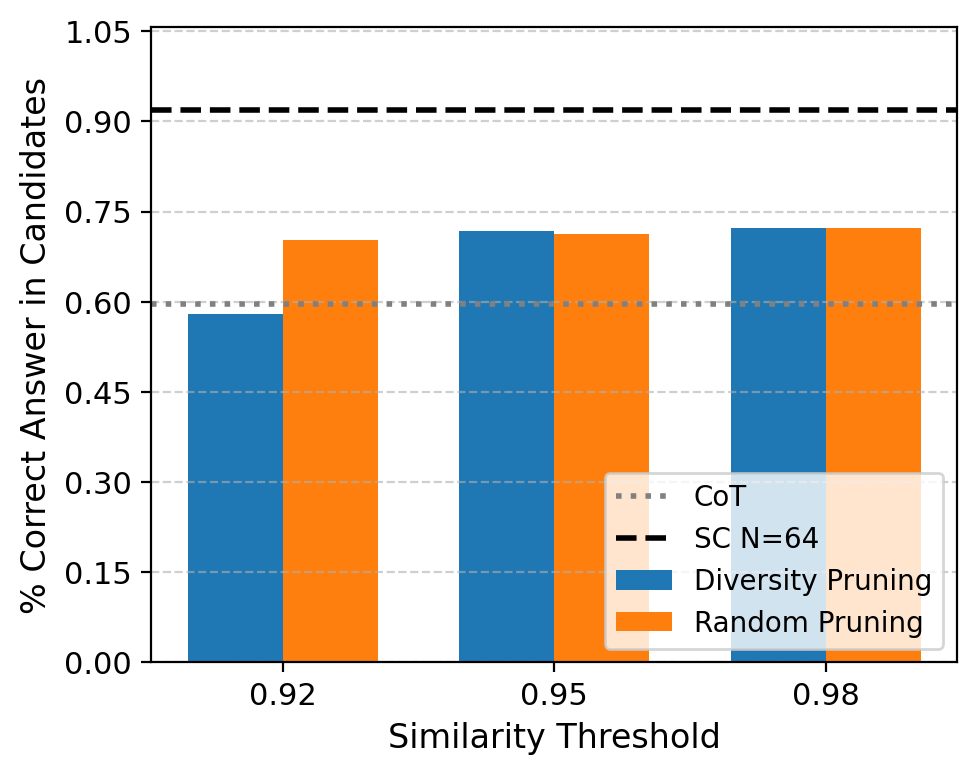 % Correct Answer in Candidates
1.05
0.90
0.75
0.60
0.45
0.30
0.15
0.00
CoT
SC N=64
Diversity Pruning
Random Pruning
0.92 0.95 0.98
Similarity Threshold